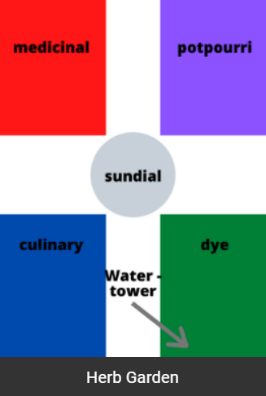 medicinal
potpourri
sundial
culinary
dye
Water -
tower
Herb Garden